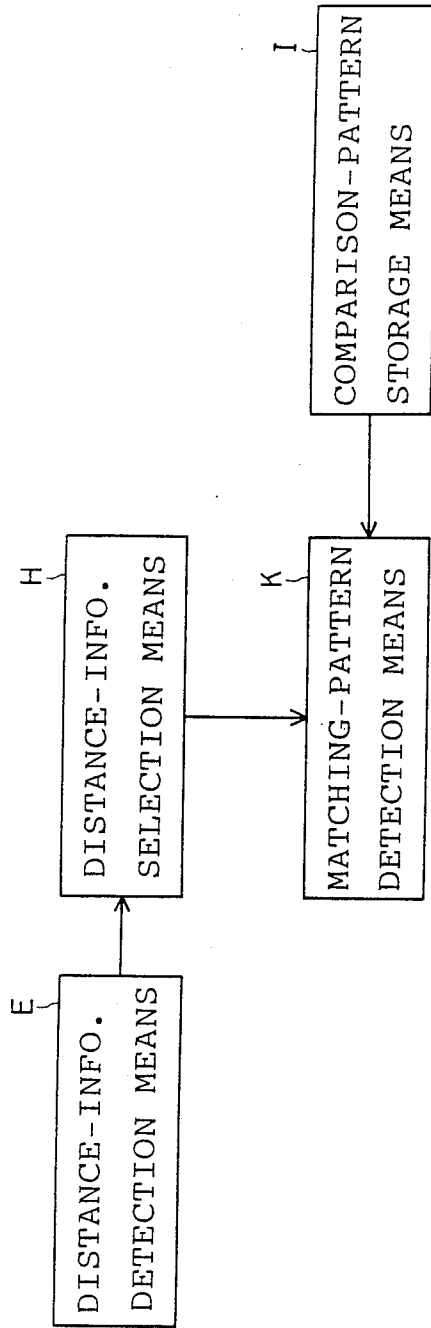 E
DISTANCE-INFO.
DETECTION MEANS
H
DISTANCE-INFO.
SELECTION MEANS
K
MATCHING-PATTERN
DETECTION MEANS
I
COMPARISON-PATTERN
STORAGE MEANS